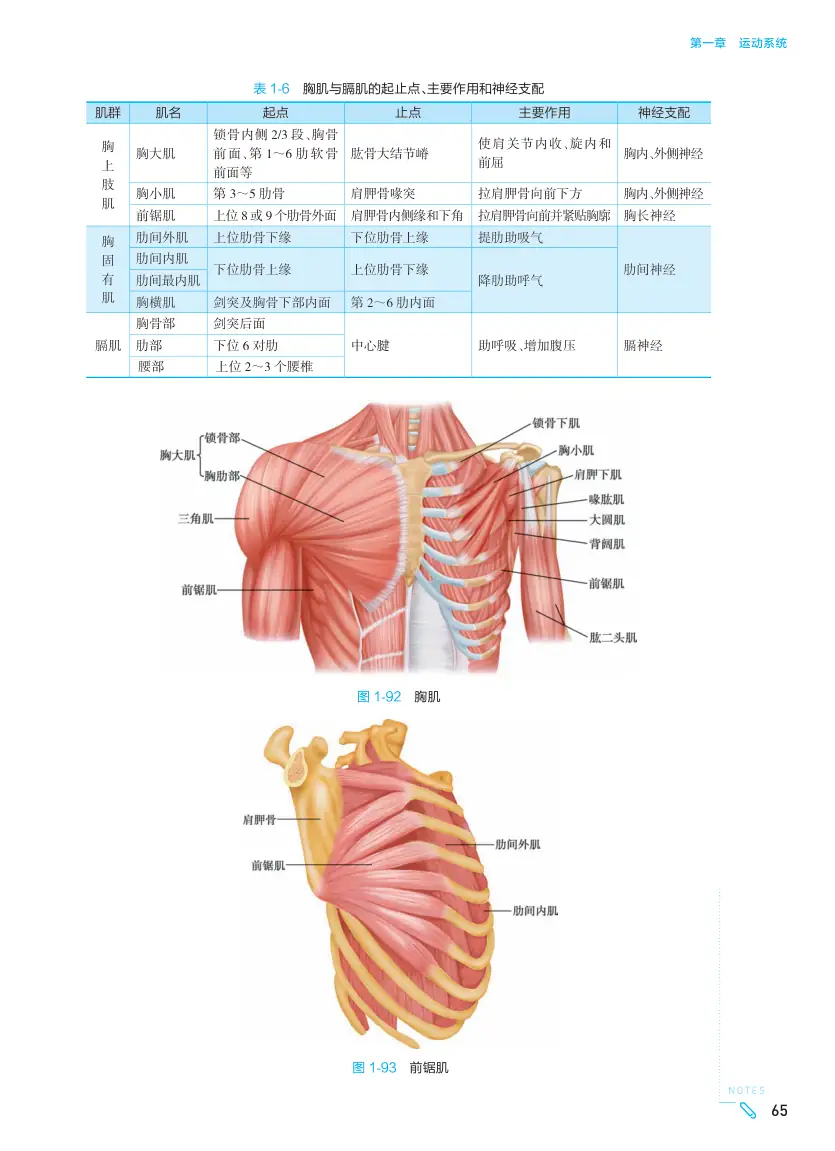 第一章 运动系统
表 1-6 胸肌与膈肌的起止点、主要作用和神经支配
肌群 肌名 起点 止点 主要作用 神经支配
胸上肢肌 胸大肌 锁骨内侧 2/3 段、胸骨前面、第 1～6 肋软骨前面等 肱骨大结节嵴 使肩关节内收、旋内和前屈 胸内、外侧神经
胸小肌 第 3～5 肋骨 肩胛骨喙突 拉肩胛骨向前下方 胸内、外侧神经
前锯肌 上位 8 或 9 个肋骨外面 肩胛骨内侧缘和下角 拉肩胛骨向前并紧贴胸廓 胸长神经
胸固有肌 肋间外肌 上位肋骨下缘 下位肋骨上缘 提肋助吸气 肋间神经
肋间内肌 下位肋骨上缘 上位肋骨下缘 降肋助呼气
肋间最内肌
胸横肌 剑突及胸骨下部内面 第 2～6 肋内面
膈肌 胸骨部 剑突后面 中心腱 助呼吸、增加腹压 膈神经
肋部 下位 6 对肋
腰部 上位 2～3 个腰椎
胸大肌
锁骨部
胸肋部
三角肌
前锯肌
锁骨下肌
胸小肌
肩胛下肌
喙肱肌
大圆肌
背阔肌
前锯肌
肱二头肌
图 1-92 胸肌
肩胛骨
前锯肌
肋间外肌
肋间内肌
图 1-93 前锯肌
NOTES
65